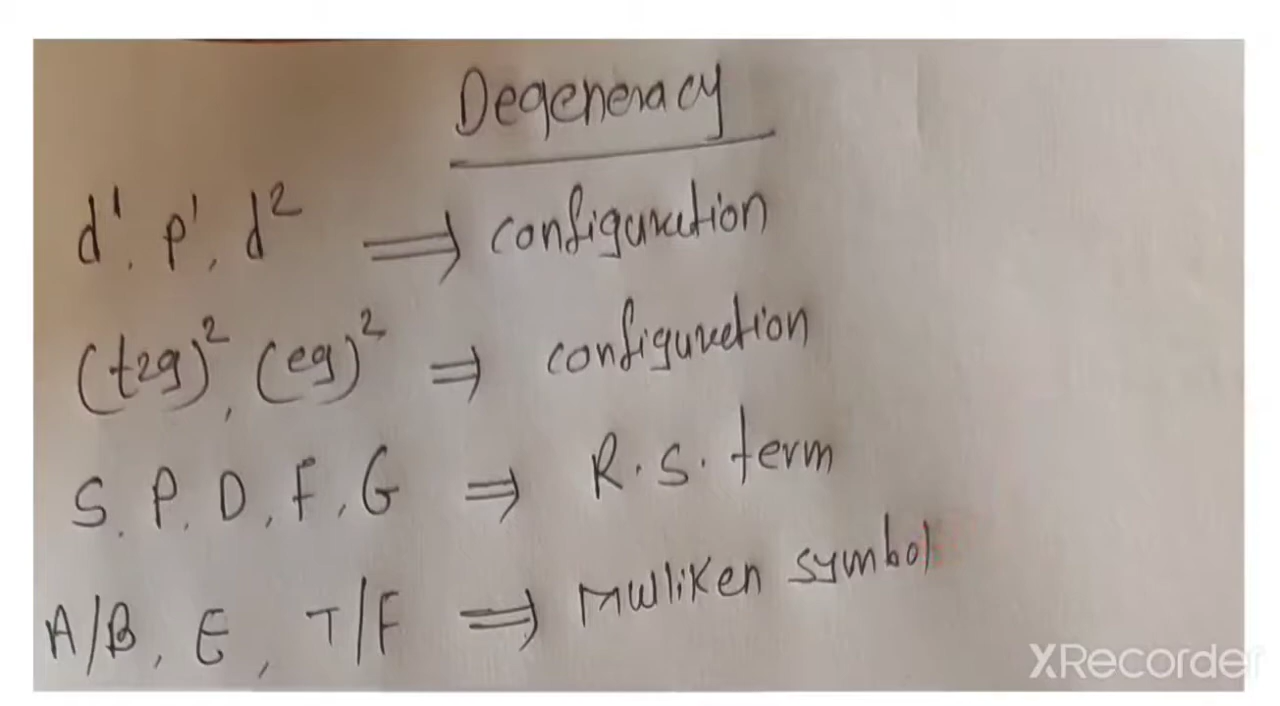 Degeneracy
d¹, p¹, d² ⟹ configuration
(t2g)², (eg)² ⟹ configuration
S, P, D, F, G ⟹ R.S. term
A/B, E, T/F ⟹ Mulliken symbol
XRecorder